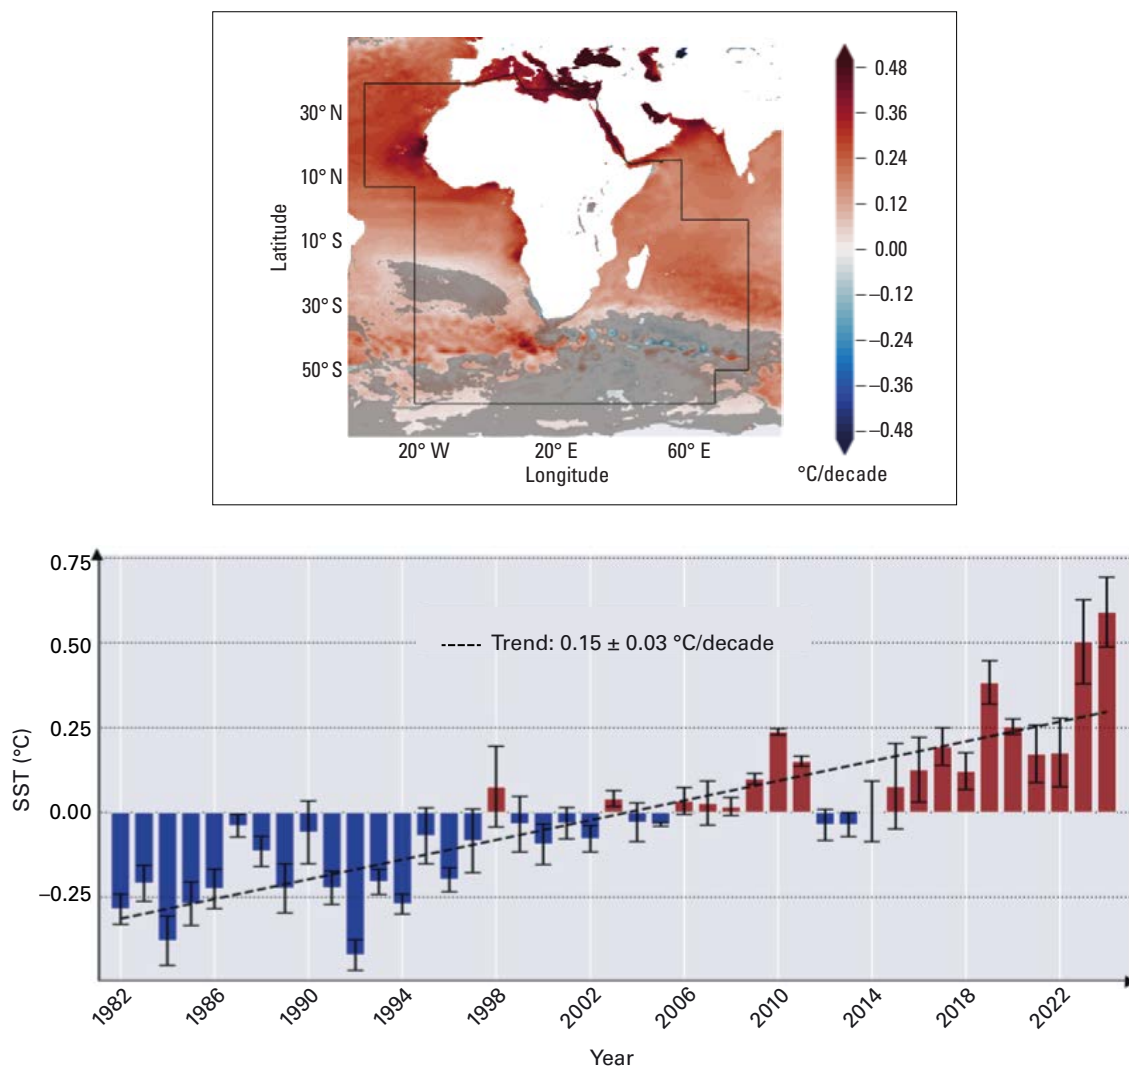 30° N
10° N
10° S
30° S
50° S
Latitude
20° W
20° E
60° E
Longitude
0.48
0.36
0.24
0.12
0.00
–0.12
–0.24
–0.36
–0.48
°C/decade
0.75
0.50
0.25
0.00
–0.25
SST (°C)
Trend: 0.15 ± 0.03 °C/decade
1982
1986
1990
1994
1998
2002
2006
2010
2014
2018
2022
Year